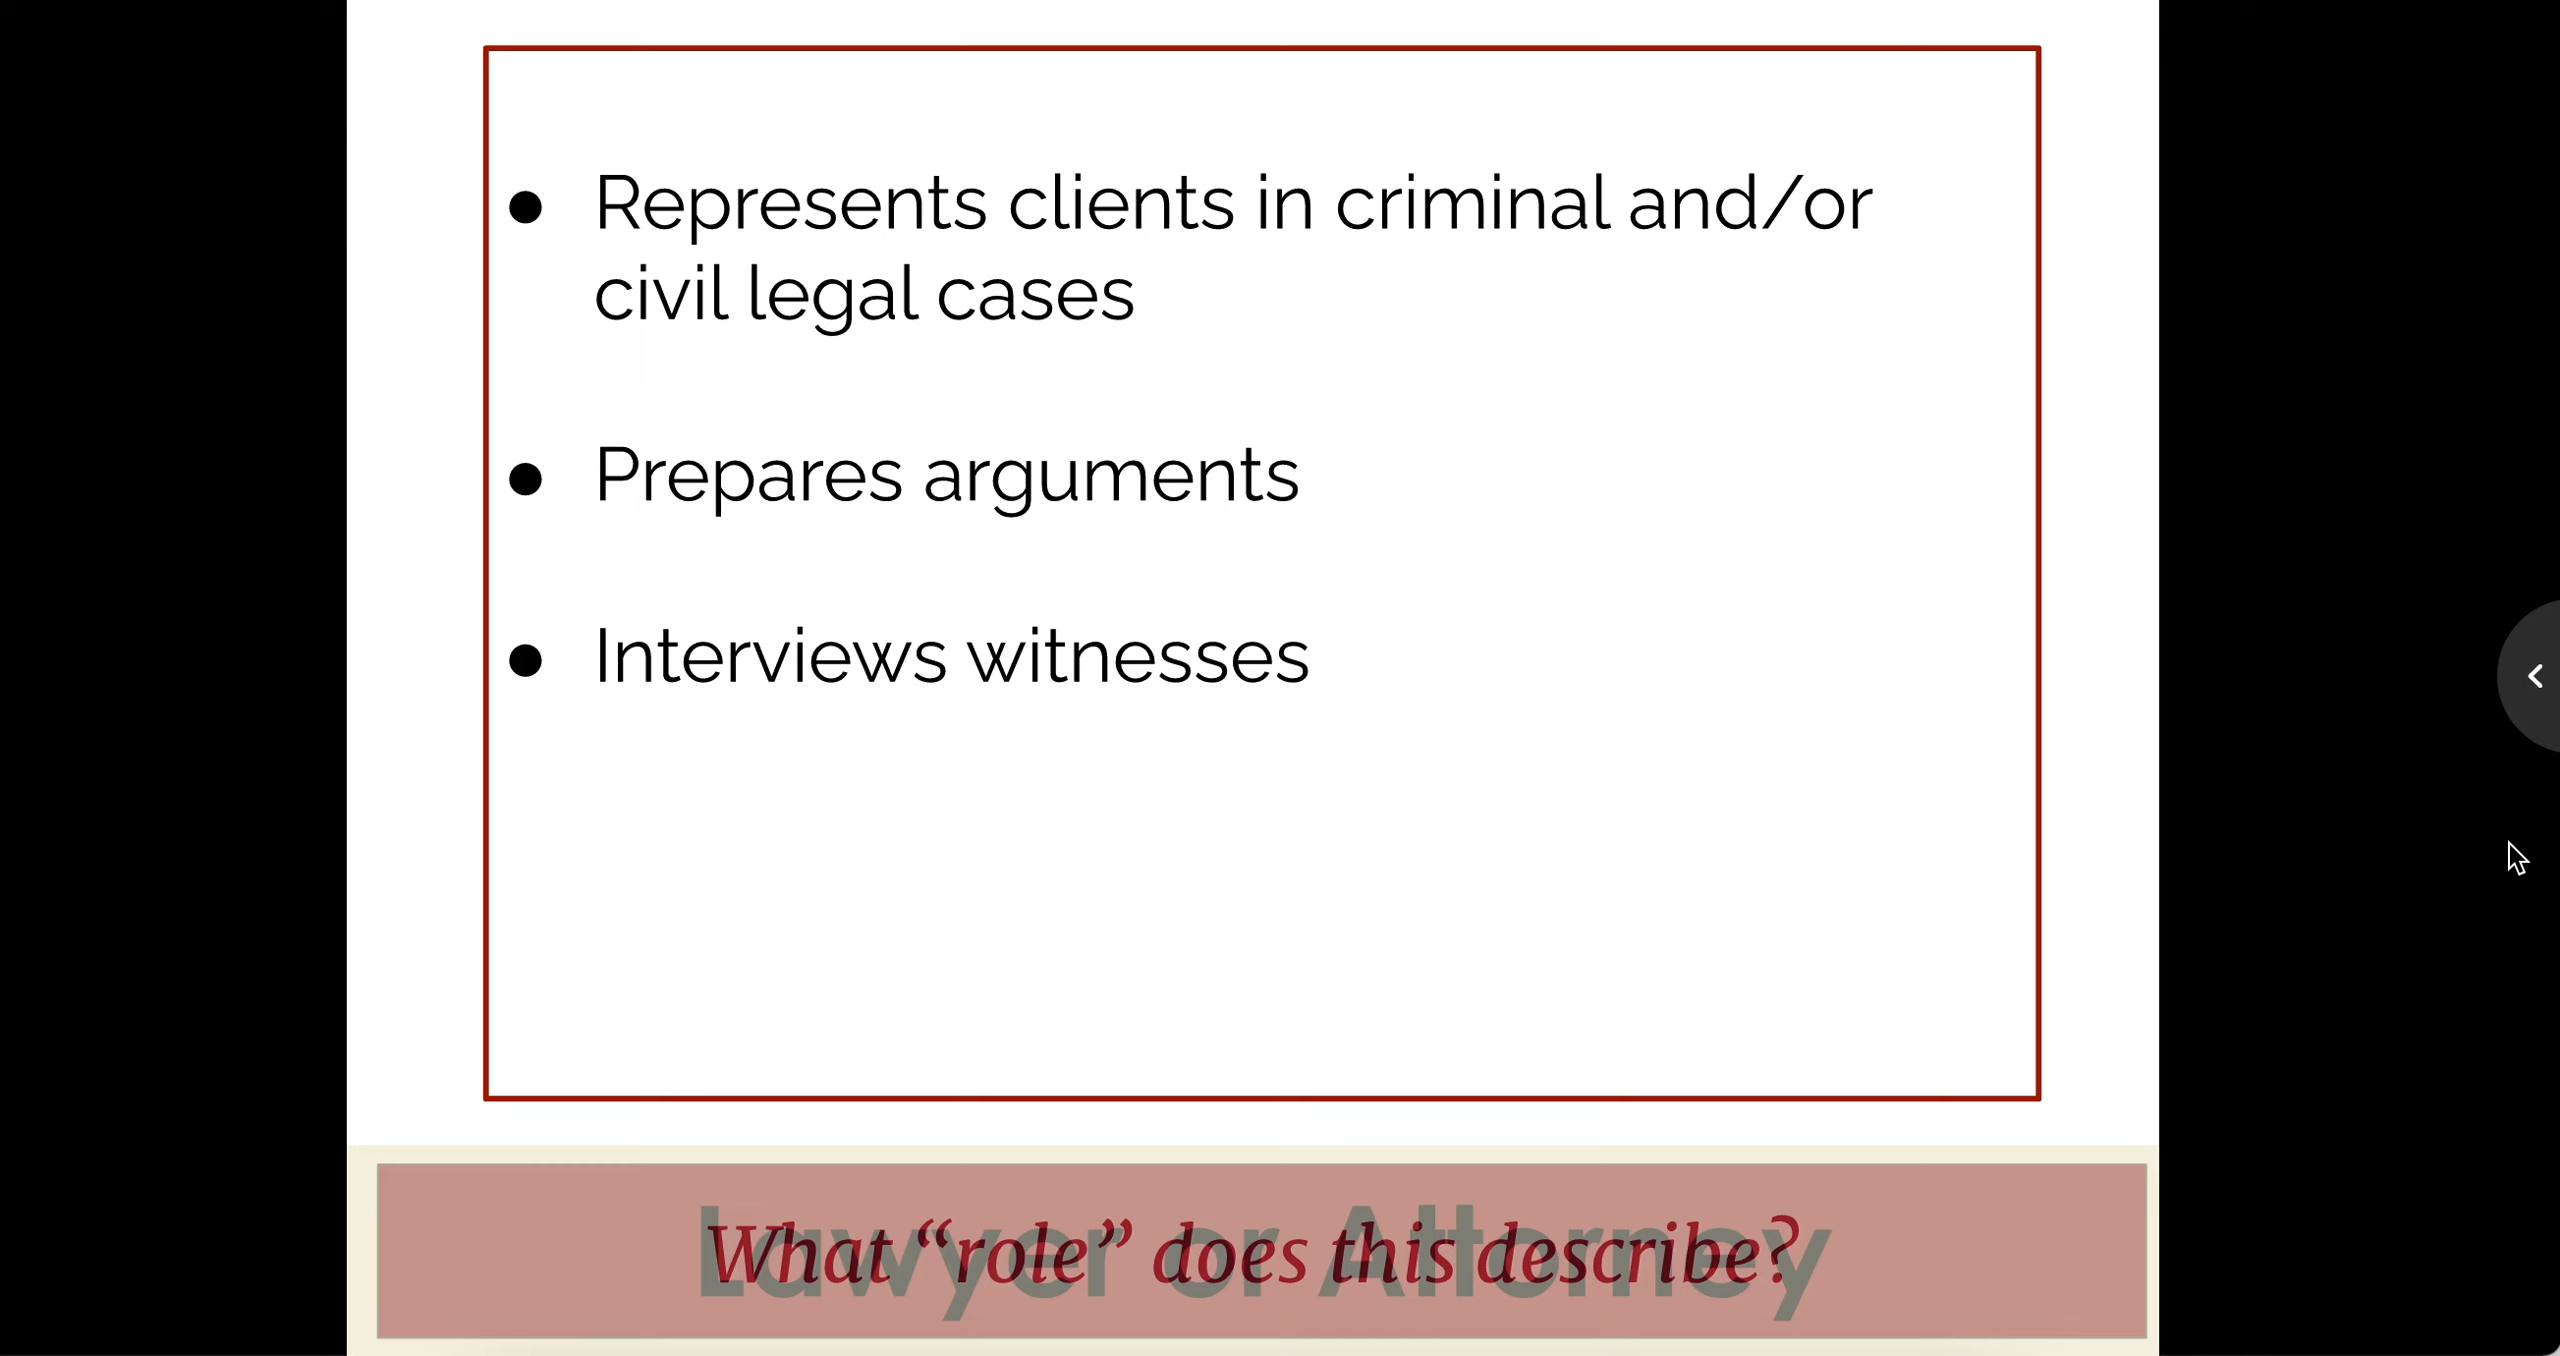 ● Represents clients in criminal and/or
civil legal cases
● Prepares arguments
● Interviews witnesses
Lawyer or Attorney
What “role” does this describe?